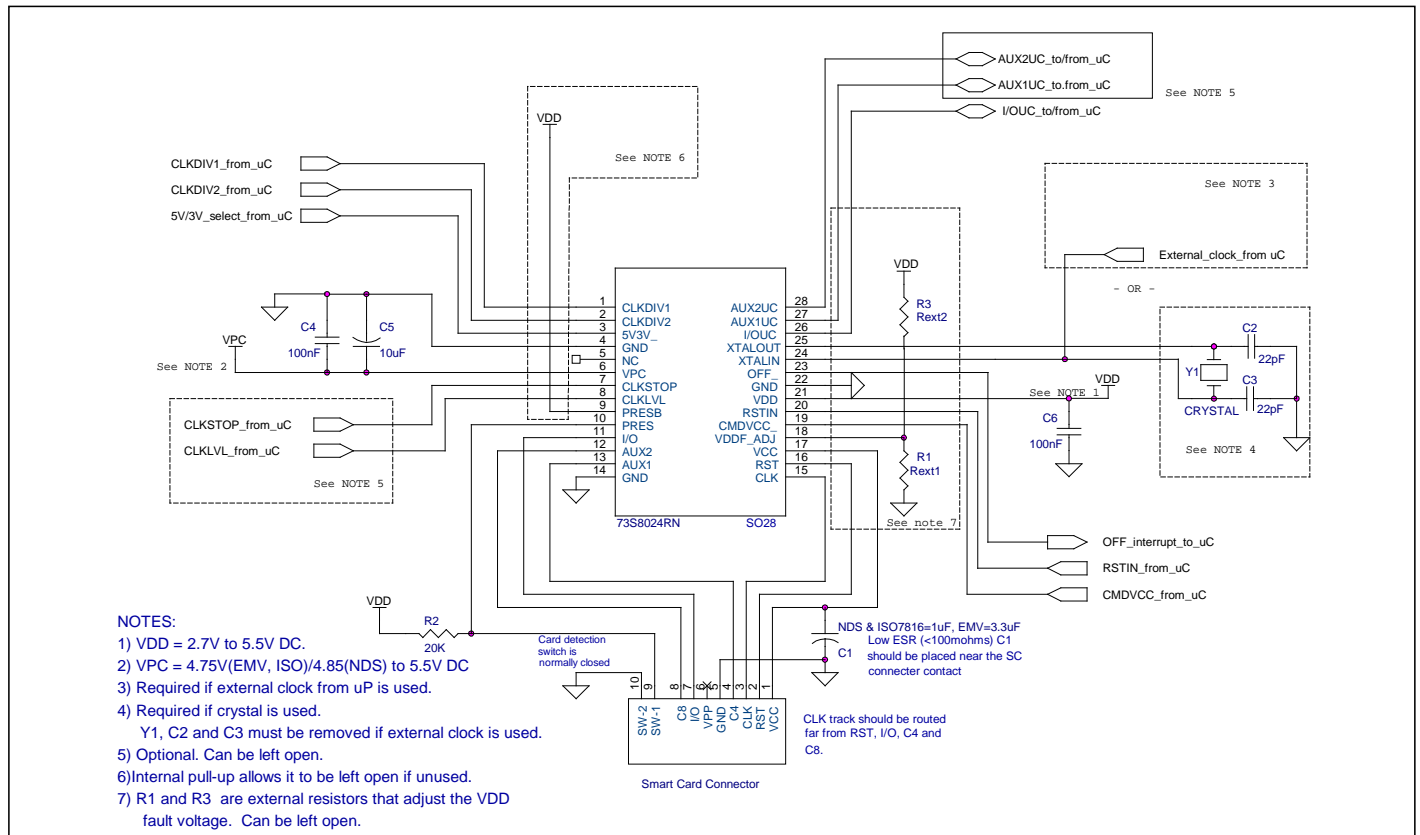 AUX2UC_to/from_uC
AUX1UC_to.from_uC
See NOTE 5
I/OUC_to/from_uC
VDD
See NOTE 6
CLKDIV1_from_uC
CLKDIV2_from_uC
5V/3V_select_from_uC
See NOTE 3
External_clock_from uC
- OR -
VDD
R3
Rext2
C4
100nF
C5
10uF
VPC
See NOTE 2
1
2
3
4
5
6
7
8
9
10
11
12
13
14
CLKDIV1
CLKDIV2
5V3V_
GND
NC
VPC
CLKSTOP
CLKLVL
PRESB
PRES
I/O
AUX2
AUX1
GND
AUX2UC
AUX1UC
I/OUC
XTALOUT
XTALIN
OFF_
GND
VDD
RSTIN
CMDVCC_
VDDF_ADJ
VCC
RST
CLK
28
27
26
25
24
23
22
21
20
19
18
17
16
15
73S8024RN
SO28
C2
22pF
Y1
CRYSTAL
C3
22pF
See NOTE 4
See NOTE 1
VDD
C6
100nF
R1
Rext1
See note 7
CLKSTOP_from_uC
CLKLVL_from_uC
See NOTE 5
OFF_interrupt_to_uC
RSTIN_from_uC
CMDVCC_from_uC
VDD
R2
20K
Card detection
switch is
normally closed
NDS & ISO7816=1uF, EMV=3.3uF
Low ESR (<100mohms) C1
should be placed near the SC
connecter contact
C1
10
9
8
7
6
5
4
3
2
1
SW-2
SW-1
C8
I/O
VPP
GND
C4
CLK
RST
VCC
Smart Card Connector
CLK track should be routed
far from RST, I/O, C4 and
C8.
NOTES:
1) VDD = 2.7V to 5.5V DC.
2) VPC = 4.75V(EMV, ISO)/4.85(NDS) to 5.5V DC
3) Required if external clock from uP is used.
4) Required if crystal is used.
Y1, C2 and C3 must be removed if external clock is used.
5) Optional. Can be left open.
6)Internal pull-up allows it to be left open if unused.
7) R1 and R3 are external resistors that adjust the VDD
fault voltage. Can be left open.